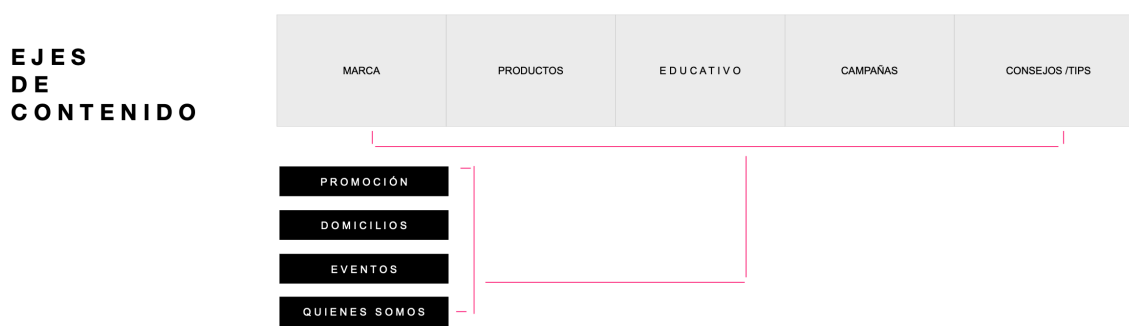 EJES
DE
CONTENIDO
MARCA
PRODUCTOS
EDUCATIVO
CAMPAÑAS
CONSEJOS /TIPS
PROMOCIÓN
DOMICILIOS
EVENTOS
QUIENES SOMOS